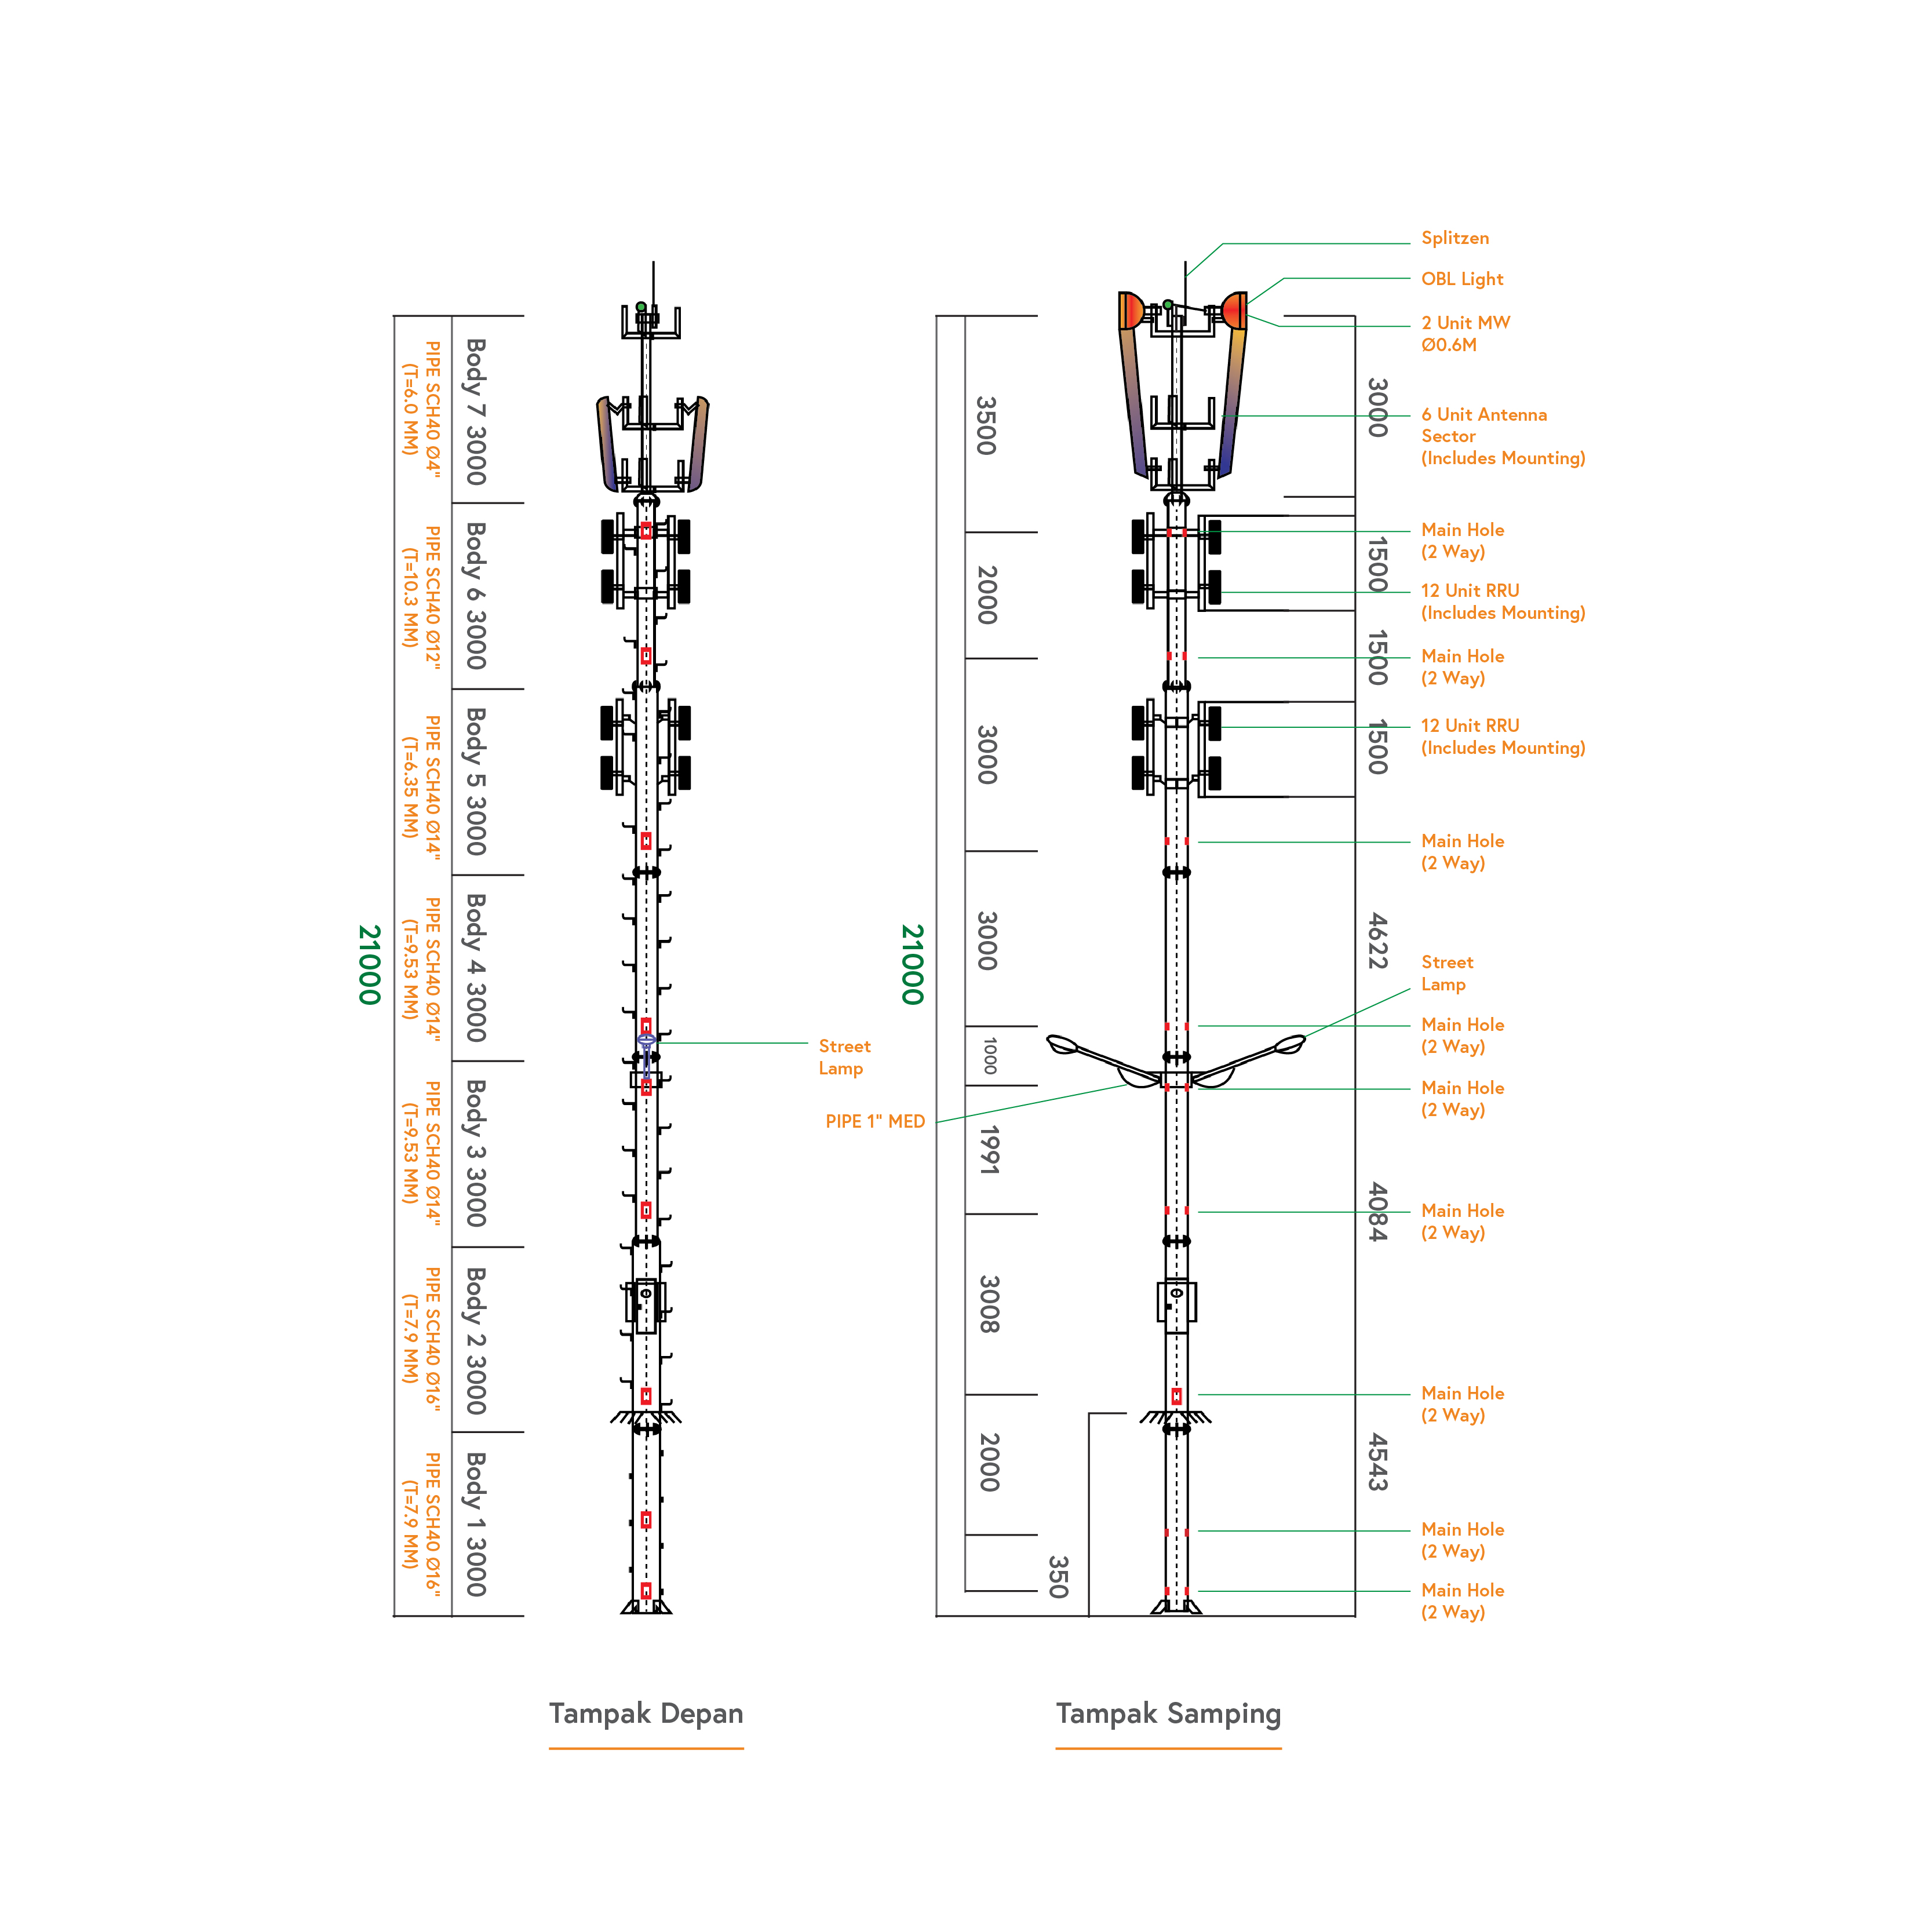 21000
PIPE SCH40 Ø4"
(T=6.0 MM)
Body 7 3000
PIPE SCH40 Ø12"
(T=10.3 MM)
Body 6 3000
PIPE SCH40 Ø14"
(T=6.35 MM)
Body 5 3000
PIPE SCH40 Ø14"
(T=9.53 MM)
Body 4 3000
PIPE SCH40 Ø14"
(T=9.53 MM)
Body 3 3000
PIPE SCH40 Ø16"
(T=7.9 MM)
Body 2 3000
PIPE SCH40 Ø16"
(T=7.9 MM)
Body 1 3000
Street
Lamp
Tampak Depan
21000
3500
2000
3000
3000
1000
1991
3008
2000
350
PIPE 1" MED
3000
1500
1500
1500
4622
4084
4543
Splitzen
OBL Light
2 Unit MW
Ø0.6M
6 Unit Antenna
Sector
(Includes Mounting)
Main Hole
(2 Way)
12 Unit RRU
(Includes Mounting)
Main Hole
(2 Way)
12 Unit RRU
(Includes Mounting)
Main Hole
(2 Way)
Street
Lamp
Main Hole
(2 Way)
Main Hole
(2 Way)
Main Hole
(2 Way)
Main Hole
(2 Way)
Main Hole
(2 Way)
Main Hole
(2 Way)
Tampak Samping